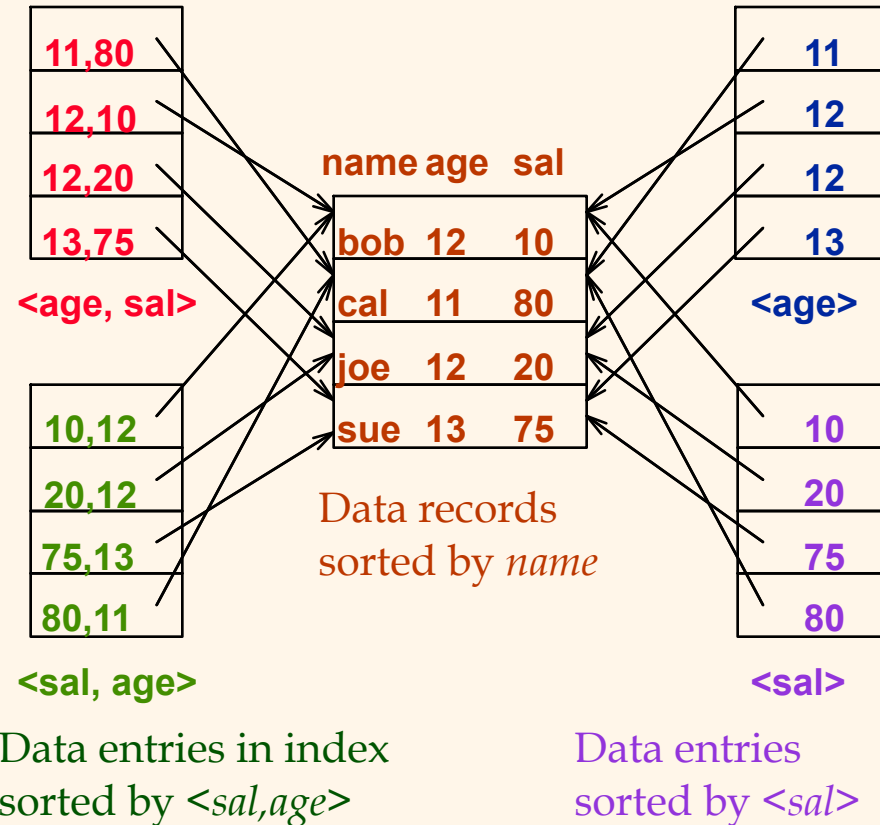 11,80
12,10
12,20
13,75
<age, sal>
10,12
20,12
75,13
80,11
<sal, age>
Data entries in index
sorted by <sal,age>
name age sal
bob 12 10
cal 11 80
joe 12 20
sue 13 75
Data records
sorted by name
11
12
12
13
<age>
10
20
75
80
<sal>
Data entries
sorted by <sal>